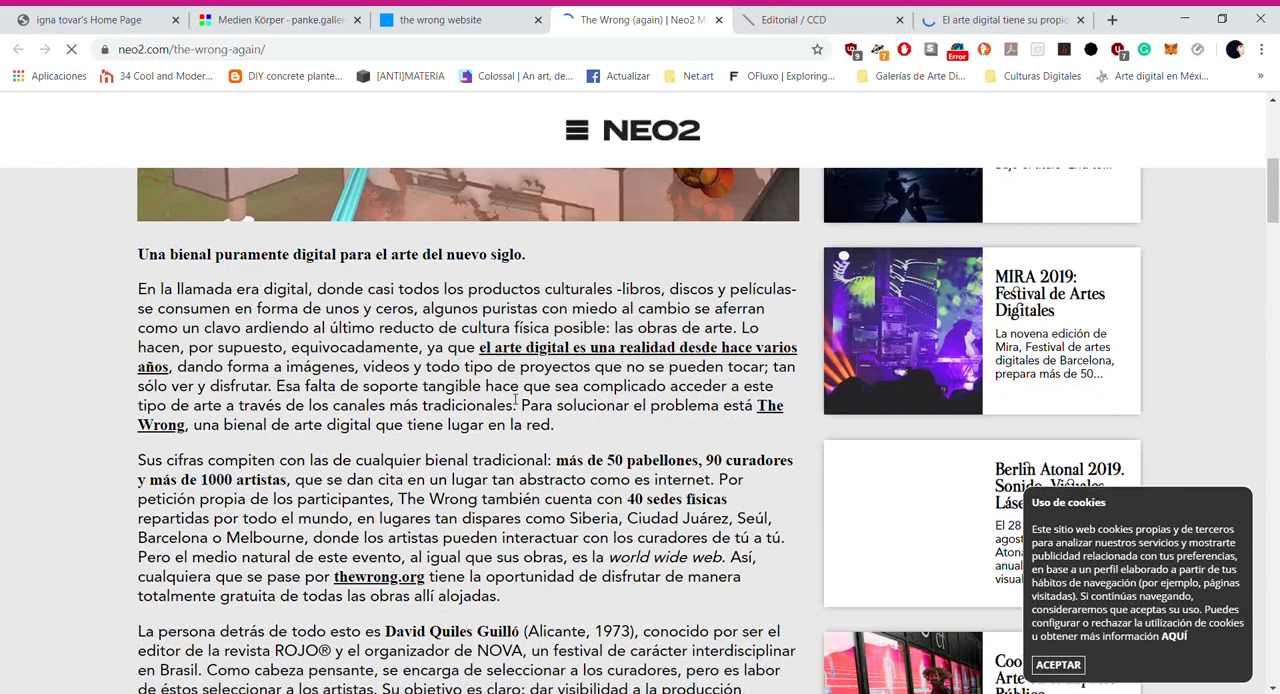 igna tovar's Home Page
Medien Körper · panke.galler
the wrong website
The Wrong (again) | Neo2 M
Editorial / CCD
El arte digital tiene su propic
neo2.com/the-wrong-again/
9
7
Error
7
Aplicaciones
34 Cool and Moder...
DIY concrete plante...
[ANTI]MATERIA
Colossal | An art, de...
Actualizar
Net.art
OFluxo | Exploring...
Galerías de Arte Di...
Culturas Digitales
Arte digital en Méxi...
NEO2
Una bienal puramente digital para el arte del nuevo siglo.
En la llamada era digital, donde casi todos los productos culturales -libros, discos y películas-
se consumen en forma de unos y ceros, algunos puristas con miedo al cambio se aferran
como un clavo ardiendo al último reducto de cultura física posible: las obras de arte. Lo
hacen, por supuesto, equivocadamente, ya que el arte digital es una realidad desde hace varios
años, dando forma a imágenes, vídeos y todo tipo de proyectos que no se pueden tocar; tan
sólo ver y disfrutar. Esa falta de soporte tangible hace que sea complicado acceder a este
tipo de arte a través de los canales más tradicionales. Para solucionar el problema está The
Wrong, una bienal de arte digital que tiene lugar en la red.
Sus cifras compiten con las de cualquier bienal tradicional: más de 50 pabellones, 90 curadores
y más de 1000 artistas, que se dan cita en un lugar tan abstracto como es internet. Por
petición propia de los participantes, The Wrong también cuenta con 40 sedes físicas
repartidas por todo el mundo, en lugares tan dispares como Siberia, Ciudad Juárez, Seúl,
Barcelona o Melbourne, donde los artistas pueden interactuar con los curadores de tú a tú.
Pero el medio natural de este evento, al igual que sus obras, es la world wide web. Así,
cualquiera que se pase por thewrong.org tiene la oportunidad de disfrutar de manera
totalmente gratuita de todas las obras allí alojadas.
La persona detrás de todo esto es David Quiles Guilló (Alicante, 1973), conocido por ser el
editor de la revista ROJO® y el organizador de NOVA, un festival de carácter interdisciplinar
en Brasil. Como cabeza pensante se encarga de seleccionar a los curadores, pero es labor
de éstos seleccionar a los artistas. Su objetivo es claro: dar visibilidad a la producción
MIRA 2019:
Festival de Artes
Digitales
La novena edición de
Mira, Festival de artes
digitales de Barcelona,
prepara más de 50...
Berlín Atonal 2019.
Sonido, Visuales
Láse
El 28
agost
Atona
anual
visual
Coo
Arte
Público
Uso de cookies
Este sitio web cookies propias y de terceros
para analizar nuestros servicios y mostrarte
publicidad relacionada con tus preferencias,
en base a un perfil elaborado a partir de tus
hábitos de navegación (por ejemplo, páginas
visitadas). Si continúas navegando,
consideraremos que aceptas su uso. Puedes
configurar o rechazar la utilización de cookies
u obtener más información AQUÍ
ACEPTAR